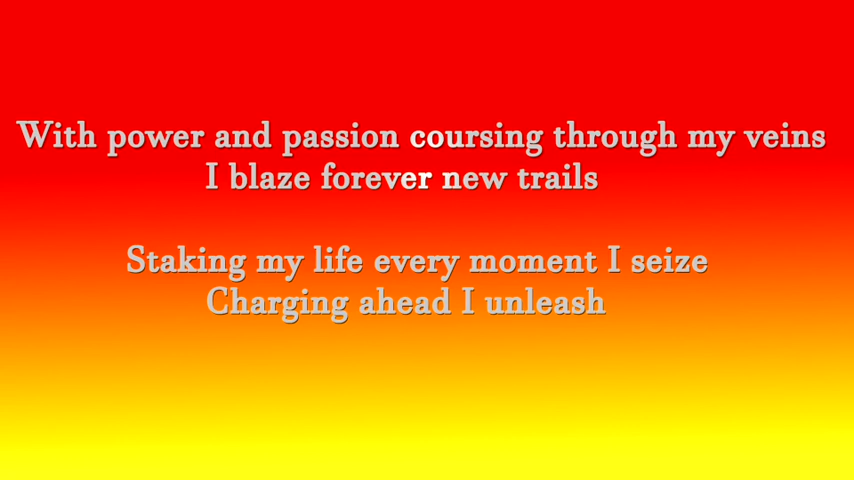 With power and passion coursing through my veins
I blaze forever new trails
Staking my life every moment I seize
Charging ahead I unleash